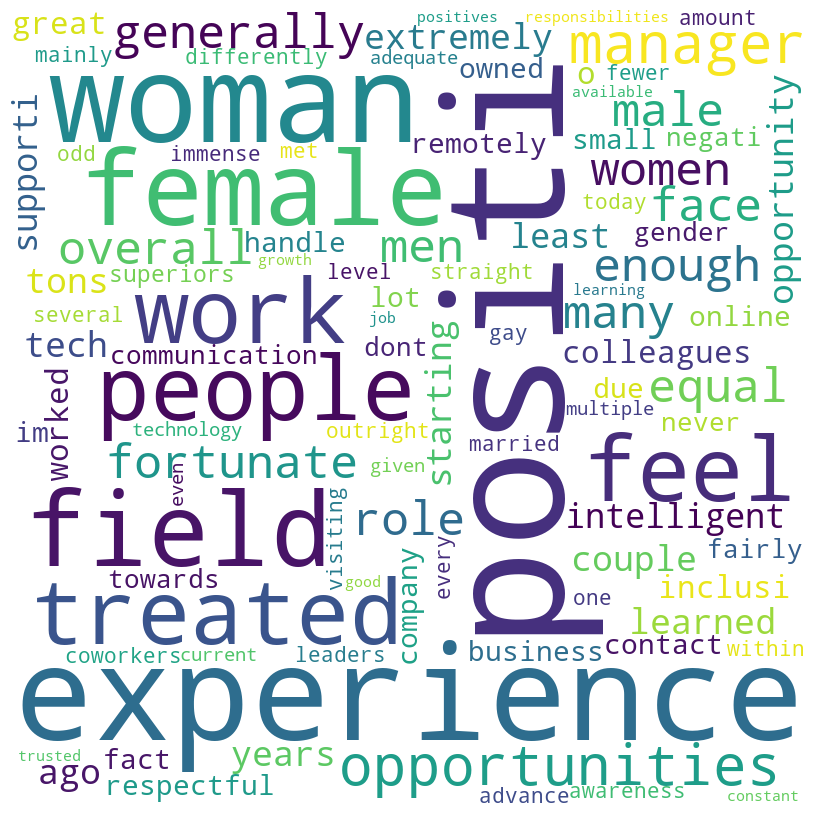 positives responsibilities
great generally extremely amount
manager
mainly differently adequate owned o fewer
woman
positi
available
male
supporti
odd immense met remotely small negati
opportunity
female
women
today face
overall handle men least gender
growth
enough
tons superiors level straight learning
work
lot many online
several job
tech communication dont gay colleagues
people
starting
worked
due equal
multiple
im technology outright married never
fortunate given
feel
even
field
visiting role intelligent
every
couple fairly
towards good
treated
company
one inclusi
learned
coworkers current leaders business contact within
experience
trusted fact years opportunities
ago respectful advance awareness constant